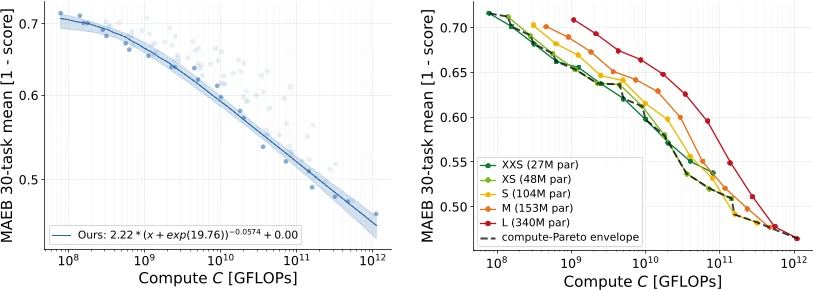 MAEB 30-task mean [1 - score]
0.7
0.6
0.5
Ours: 2.22 * (x + exp(19.76))^−0.0574 + 0.00
10^8
10^9
10^10
10^11
10^12
Compute C [GFLOPs]
MAEB 30-task mean [1 - score]
0.70
0.65
0.60
0.55
0.50
XXS (27M par)
XS (48M par)
S (104M par)
M (153M par)
L (340M par)
compute-Pareto envelope
10^8
10^9
10^10
10^11
10^12
Compute C [GFLOPs]